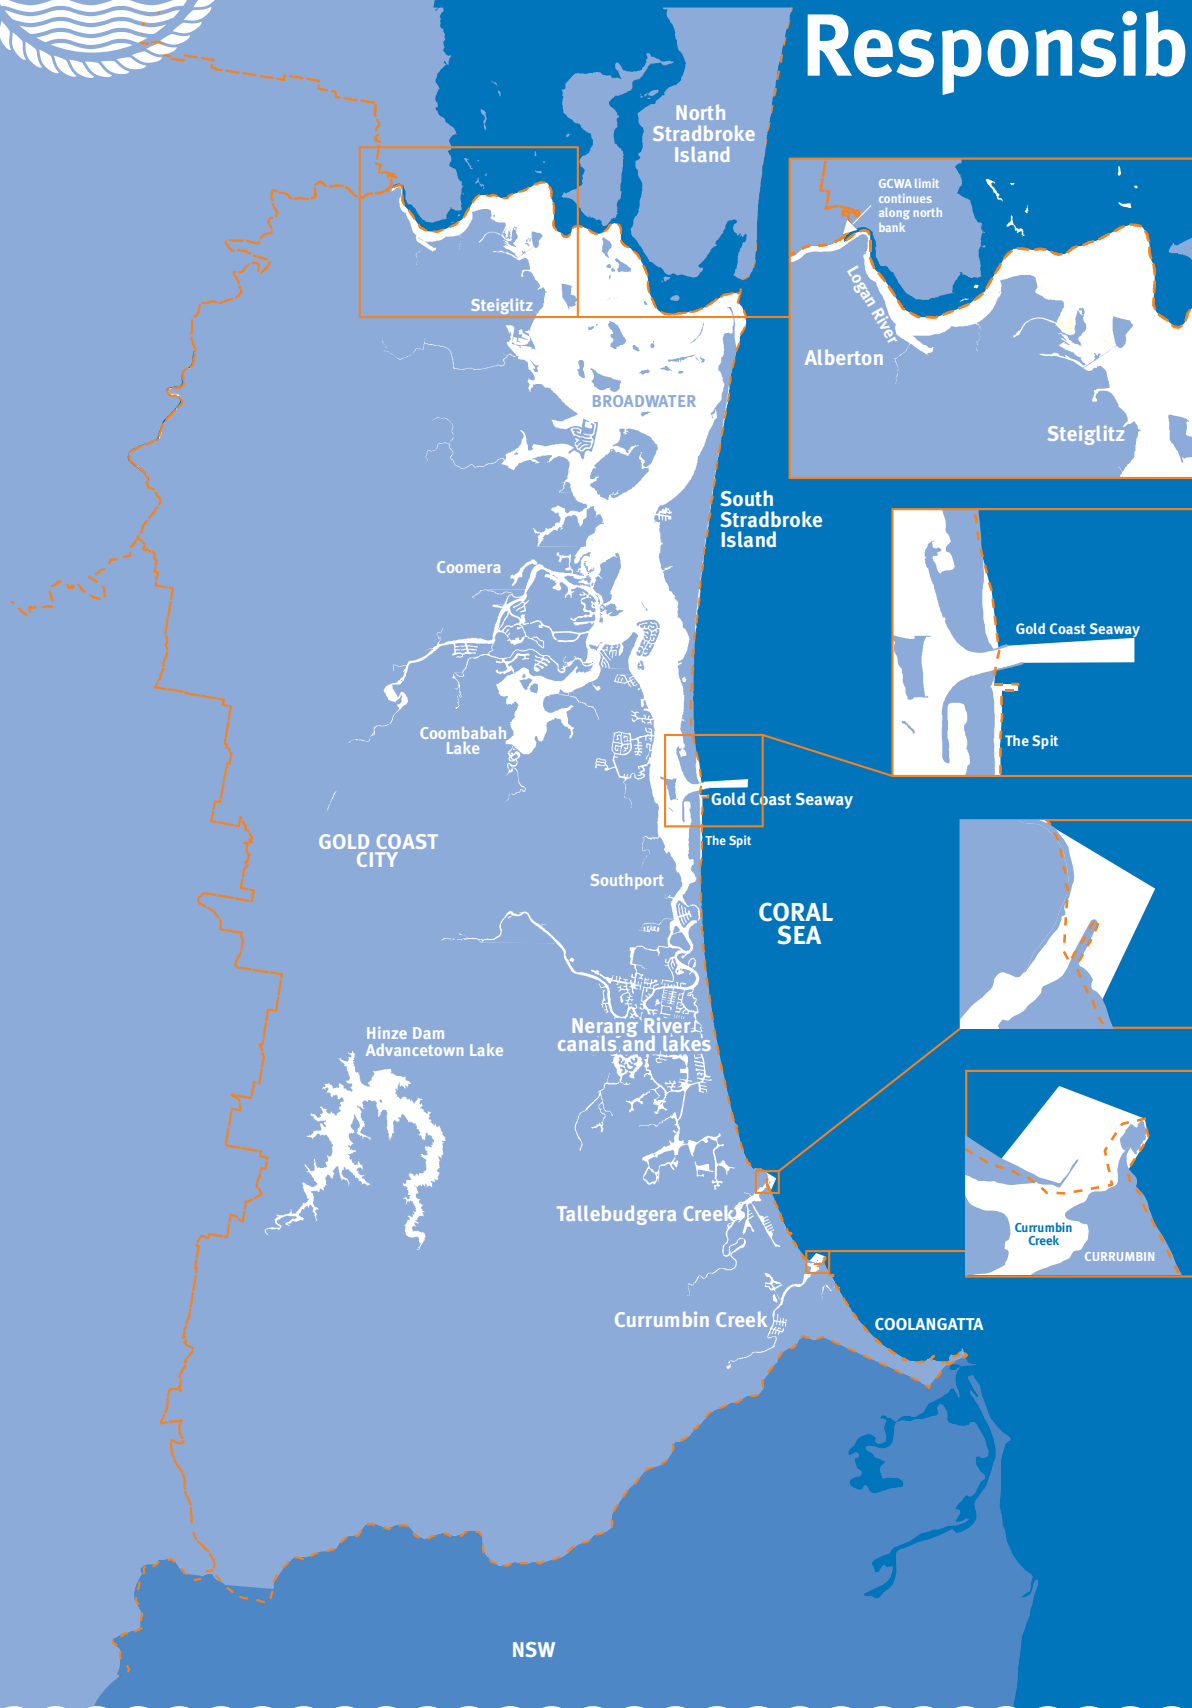 Responsib
North
Stradbroke
Island
GCWA limit
continues
along north
bank
Logan River
Alberton
Steiglitz
Steiglitz
BROADWATER
South
Stradbroke
Island
Coomera
Gold Coast Seaway
The Spit
Coombabah
Lake
Gold Coast Seaway
The Spit
GOLD COAST
CITY
Southport
CORAL
SEA
Nerang River
canals and lakes
Hinze Dam
Advancetown Lake
Tallebudgera Creek
Currumbin
Creek
CURRUMBIN
Currumbin Creek
COOLANGATTA
NSW